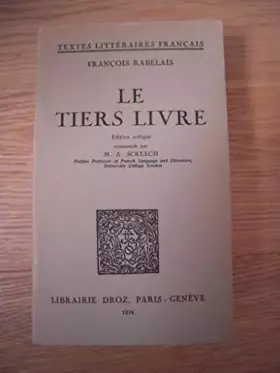 TEXTES LITTÉRAIRES FRANÇAIS
FRANÇOIS RABELAIS
LE
TIERS LIVRE
Édition critique
commentée par
M. A. SCREECH
Fielden Professor of French Language and Literature,
University College London
LIBRAIRIE DROZ, PARIS - GENÈVE
1974